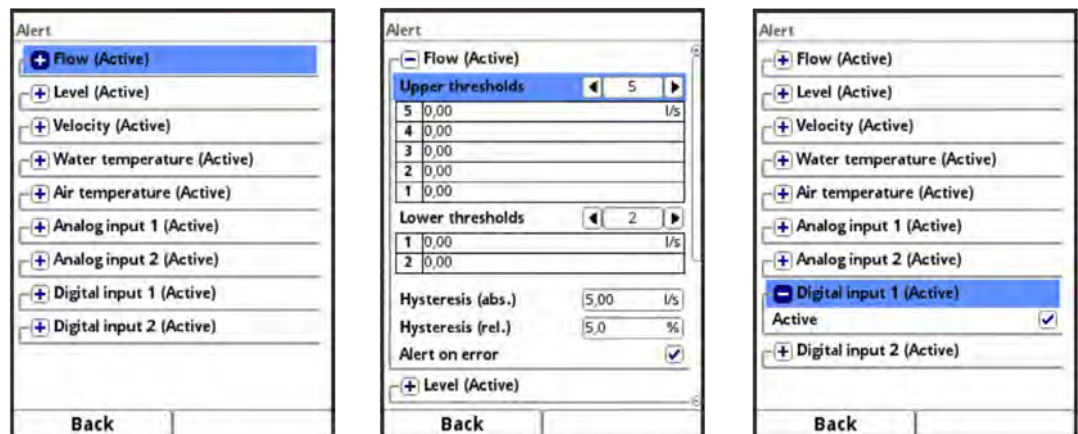 Alert
Flow (Active)
Level (Active)
Velocity (Active)
Water temperature (Active)
Air temperature (Active)
Analog input 1 (Active)
Analog input 2 (Active)
Digital input 1 (Active)
Digital input 2 (Active)
Back
Alert
Flow (Active)
Upper thresholds 5
5 0,00 l/s
4 0,00
3 0,00
2 0,00
1 0,00
Lower thresholds 2
1 0,00 l/s
2 0,00
Hysteresis (abs.) 5,00 l/s
Hysteresis (rel.) 5,0 %
Alert on error
Level (Active)
Back
Alert
Flow (Active)
Level (Active)
Velocity (Active)
Water temperature (Active)
Air temperature (Active)
Analog input 1 (Active)
Analog input 2 (Active)
Digital input 1 (Active)
Active
Digital input 2 (Active)
Back